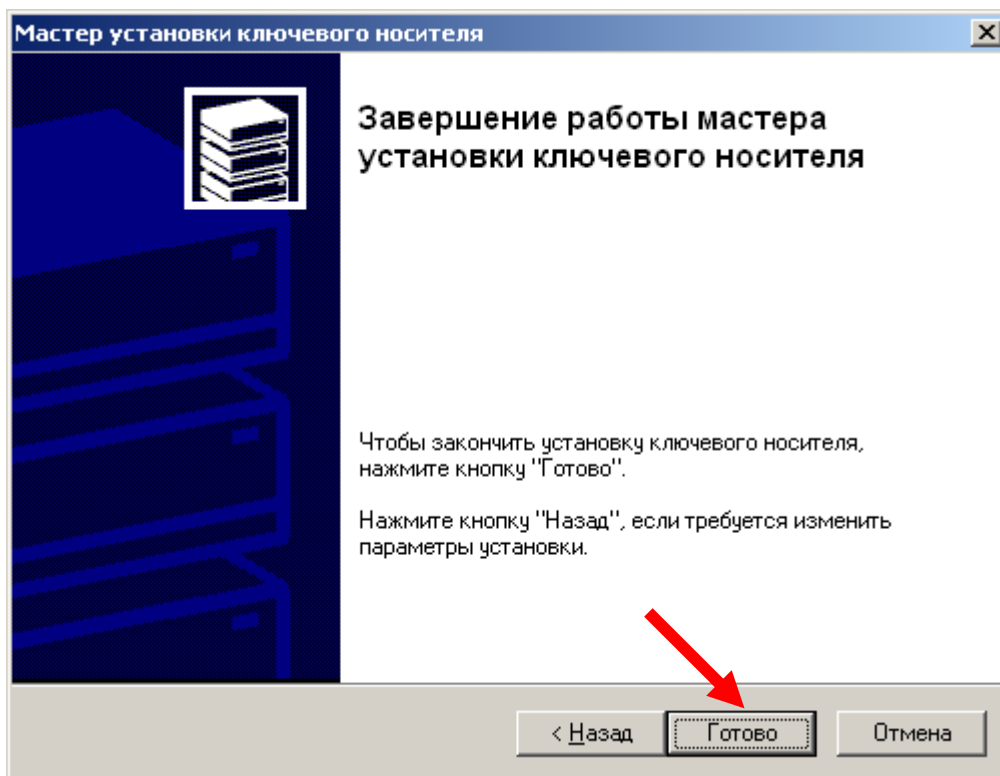 Мастер установки ключевого носителя
Завершение работы мастера
установки ключевого носителя
Чтобы закончить установку ключевого носителя,
нажмите кнопку "Готово".
Нажмите кнопку "Назад", если требуется изменить
параметры установки.
< Назад
Готово
Отмена